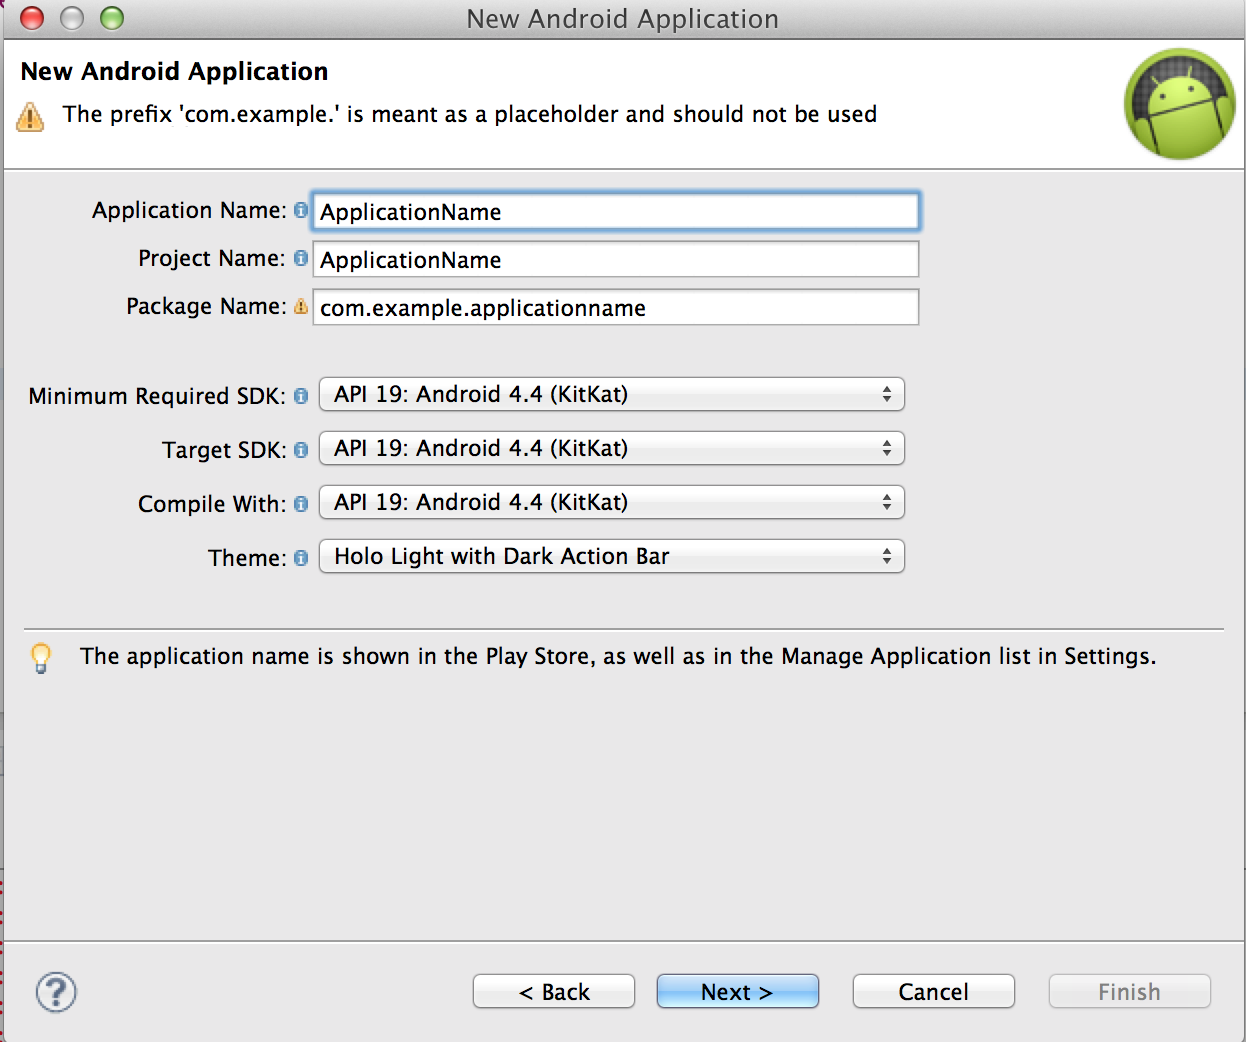 New Android Application
New Android Application
The prefix 'com.example.' is meant as a placeholder and should not be used
Application Name: ApplicationName
Project Name: ApplicationName
Package Name: com.example.applicationname
Minimum Required SDK: API 19: Android 4.4 (KitKat)
Target SDK: API 19: Android 4.4 (KitKat)
Compile With: API 19: Android 4.4 (KitKat)
Theme: Holo Light with Dark Action Bar
The application name is shown in the Play Store, as well as in the Manage Application list in Settings.
? < Back Next > Cancel Finish